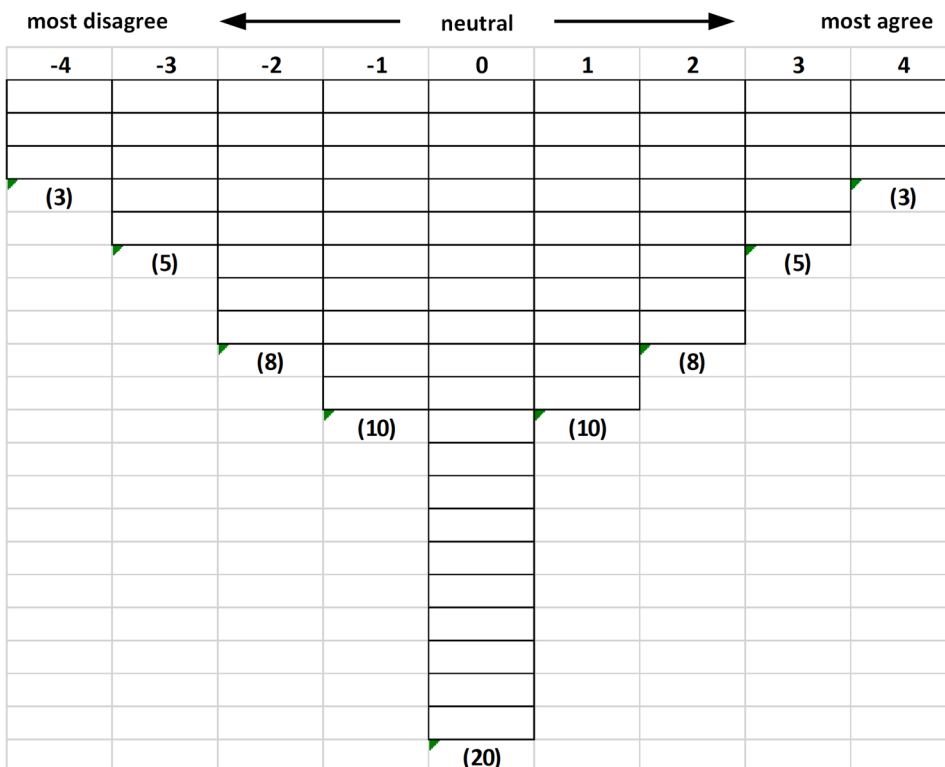 most disagree neutral most agree
-4 -3 -2 -1 0 1 2 3 4
(3) (3)
(5) (5)
(8) (8)
(10) (10)
(20)